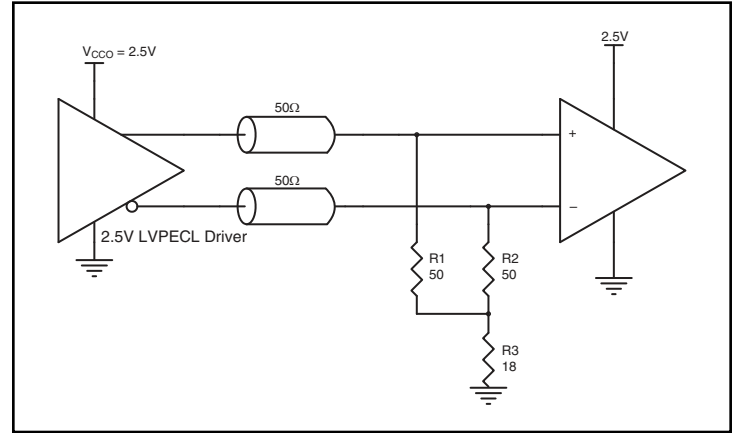 V_CCO = 2.5V
2.5V
50Ω
+
50Ω
−
2.5V LVPECL Driver
R1
50
R2
50
R3
18